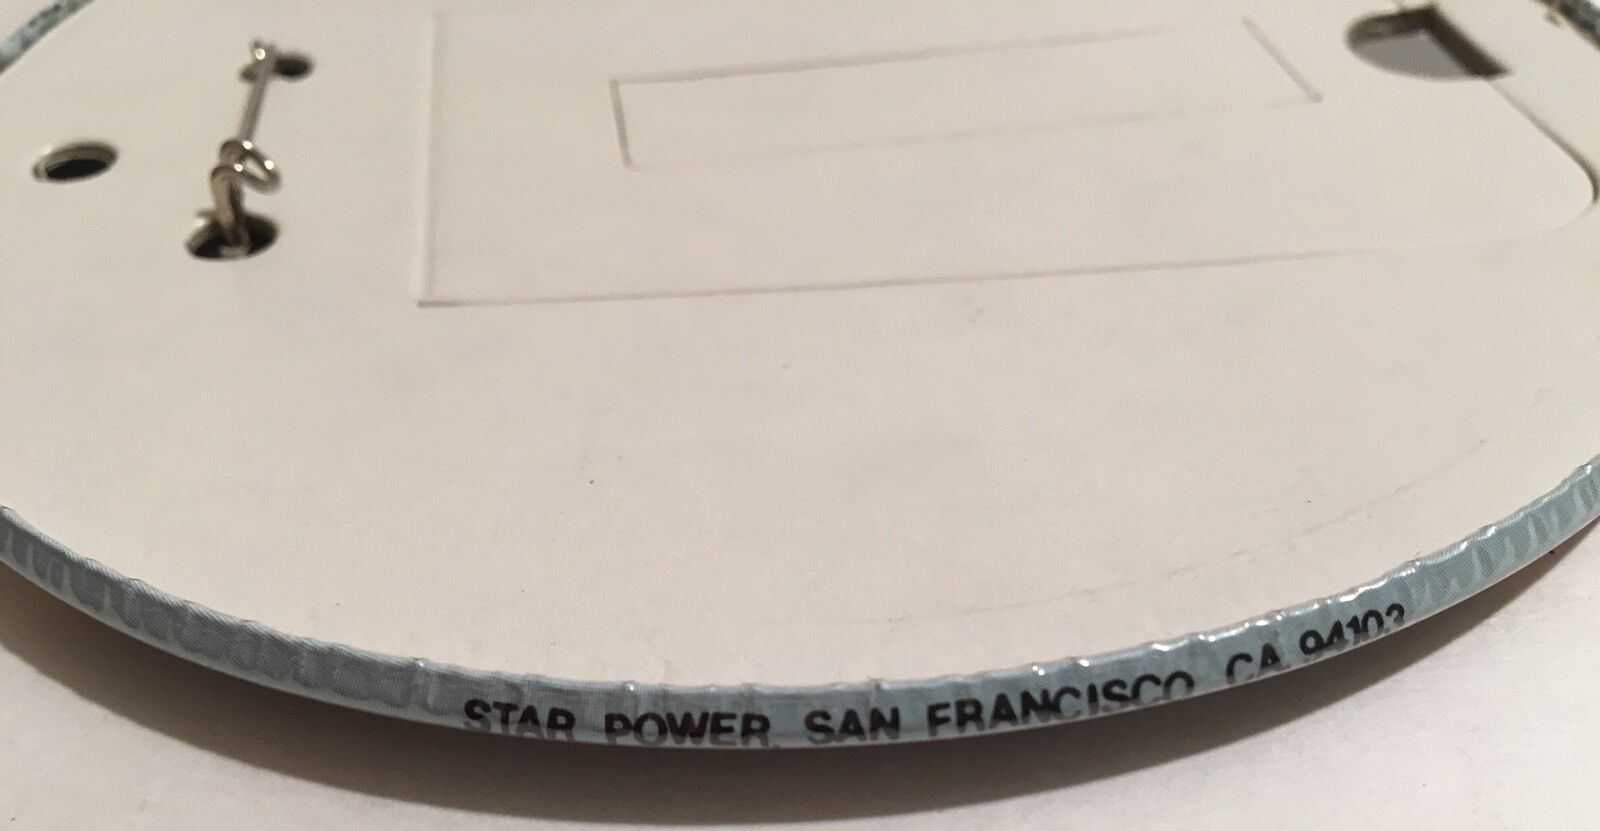 STAR POWER, SAN FRANCISCO, CA 94103